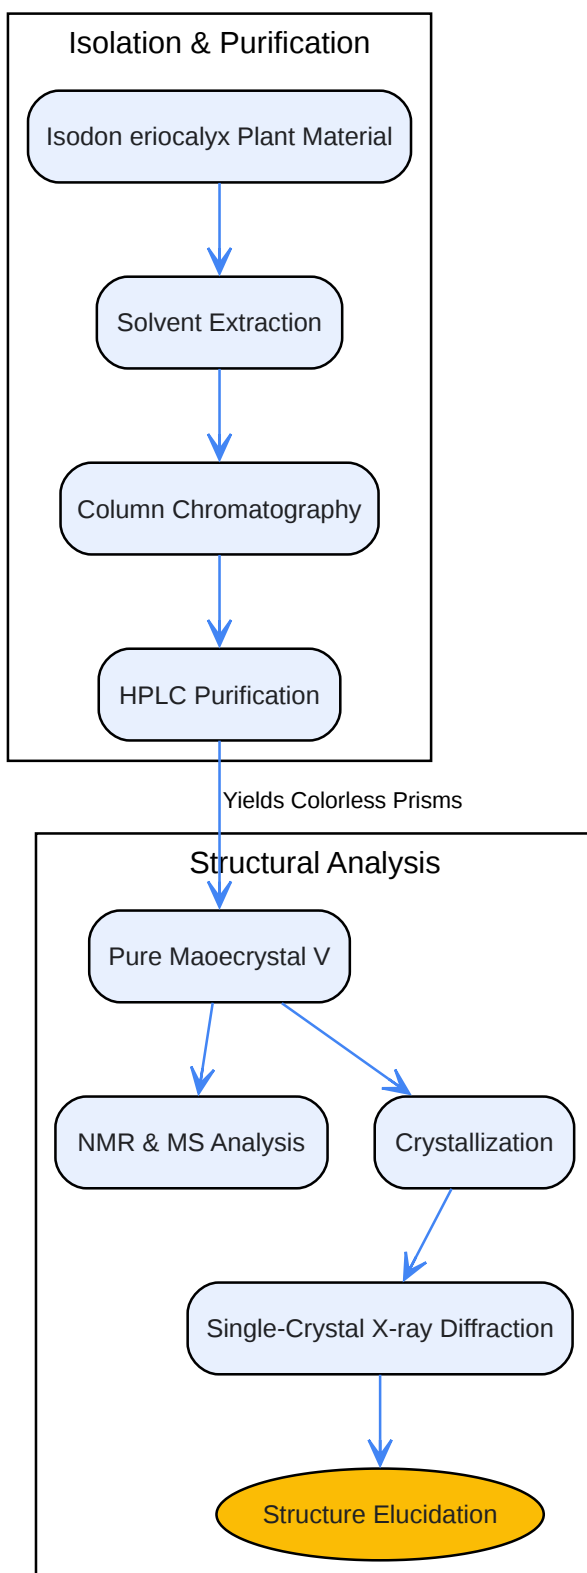 Isolation & Purification
Isodon eriocalyx Plant Material
Solvent Extraction
Column Chromatography
HPLC Purification
Yields Colorless Prisms
Structural Analysis
Pure Maoecrystal V
NMR & MS Analysis
Crystallization
Single-Crystal X-ray Diffraction
Structure Elucidation